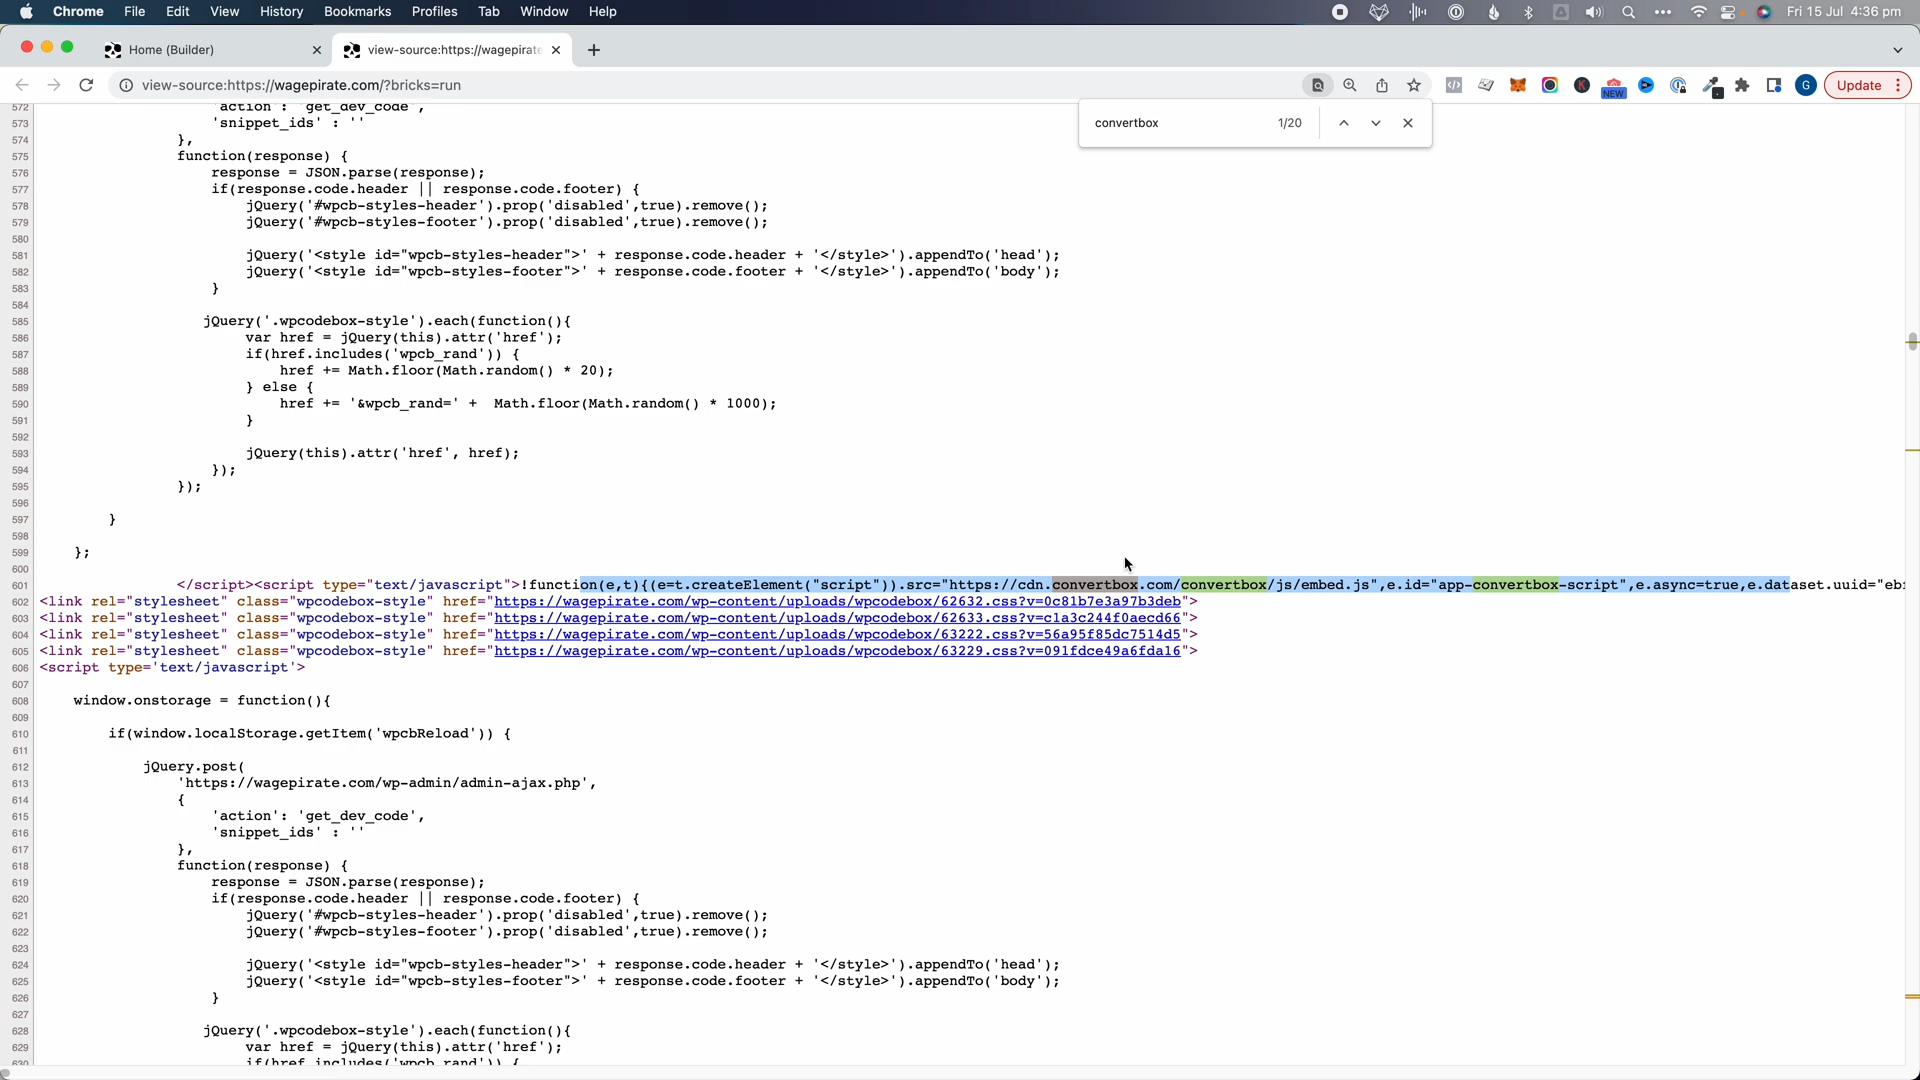 Chrome File Edit View History Bookmarks Profiles Tab Window Help Fri 15 Jul 4:36 pm
Home (Builder)
view-source:https://wagepirate
view-source:https://wagepirate.com/?bricks=run
NEW
G
Update
convertbox 1/20
572 'action': 'get_dev_code',
573 'snippet_ids' : ''
574 },
575 function(response) {
576 response = JSON.parse(response);
577 if(response.code.header || response.code.footer) {
578 jQuery('#wpcb-styles-header').prop('disabled',true).remove();
579 jQuery('#wpcb-styles-footer').prop('disabled',true).remove();
580
581 jQuery('<style id="wpcb-styles-header">' + response.code.header + '</style>').appendTo('head');
582 jQuery('<style id="wpcb-styles-footer">' + response.code.footer + '</style>').appendTo('body');
583 }
584
585 jQuery('.wpcodebox-style').each(function(){
586 var href = jQuery(this).attr('href');
587 if(href.includes('wpcb_rand')) {
588 href += Math.floor(Math.random() * 20);
589 } else {
590 href += '&wpcb_rand=' + Math.floor(Math.random() * 1000);
591 }
592
593 jQuery(this).attr('href', href);
594 });
595 });
596
597 }
598
599 };
600
601 </script><script type="text/javascript">!function(e,t){(e=t.createElement("script")).src="https://cdn.convertbox.com/convertbox/js/embed.js",e.id="app-convertbox-script",e.async=true,e.dataset.uuid="eb
602 <link rel="stylesheet" class="wpcodebox-style" href="https://wagepirate.com/wp-content/uploads/wpcodebox/62632.css?v=0c81b7e3a97b3deb">
603 <link rel="stylesheet" class="wpcodebox-style" href="https://wagepirate.com/wp-content/uploads/wpcodebox/62633.css?v=c1a3c244f0aecd66">
604 <link rel="stylesheet" class="wpcodebox-style" href="https://wagepirate.com/wp-content/uploads/wpcodebox/63222.css?v=56a95f85dc7514d5">
605 <link rel="stylesheet" class="wpcodebox-style" href="https://wagepirate.com/wp-content/uploads/wpcodebox/63229.css?v=091fdce49a6fda16">
606 <script type='text/javascript'>
607
608 window.onstorage = function(){
609
610 if(window.localStorage.getItem('wpcbReload')) {
611
612 jQuery.post(
613 'https://wagepirate.com/wp-admin/admin-ajax.php',
614 {
615 'action': 'get_dev_code',
616 'snippet_ids' : ''
617 },
618 function(response) {
619 response = JSON.parse(response);
620 if(response.code.header || response.code.footer) {
621 jQuery('#wpcb-styles-header').prop('disabled',true).remove();
622 jQuery('#wpcb-styles-footer').prop('disabled',true).remove();
623
624 jQuery('<style id="wpcb-styles-header">' + response.code.header + '</style>').appendTo('head');
625 jQuery('<style id="wpcb-styles-footer">' + response.code.footer + '</style>').appendTo('body');
626 }
627
628 jQuery('.wpcodebox-style').each(function(){
629 var href = jQuery(this).attr('href');
630 if(href.includes('wpcb_rand')) {